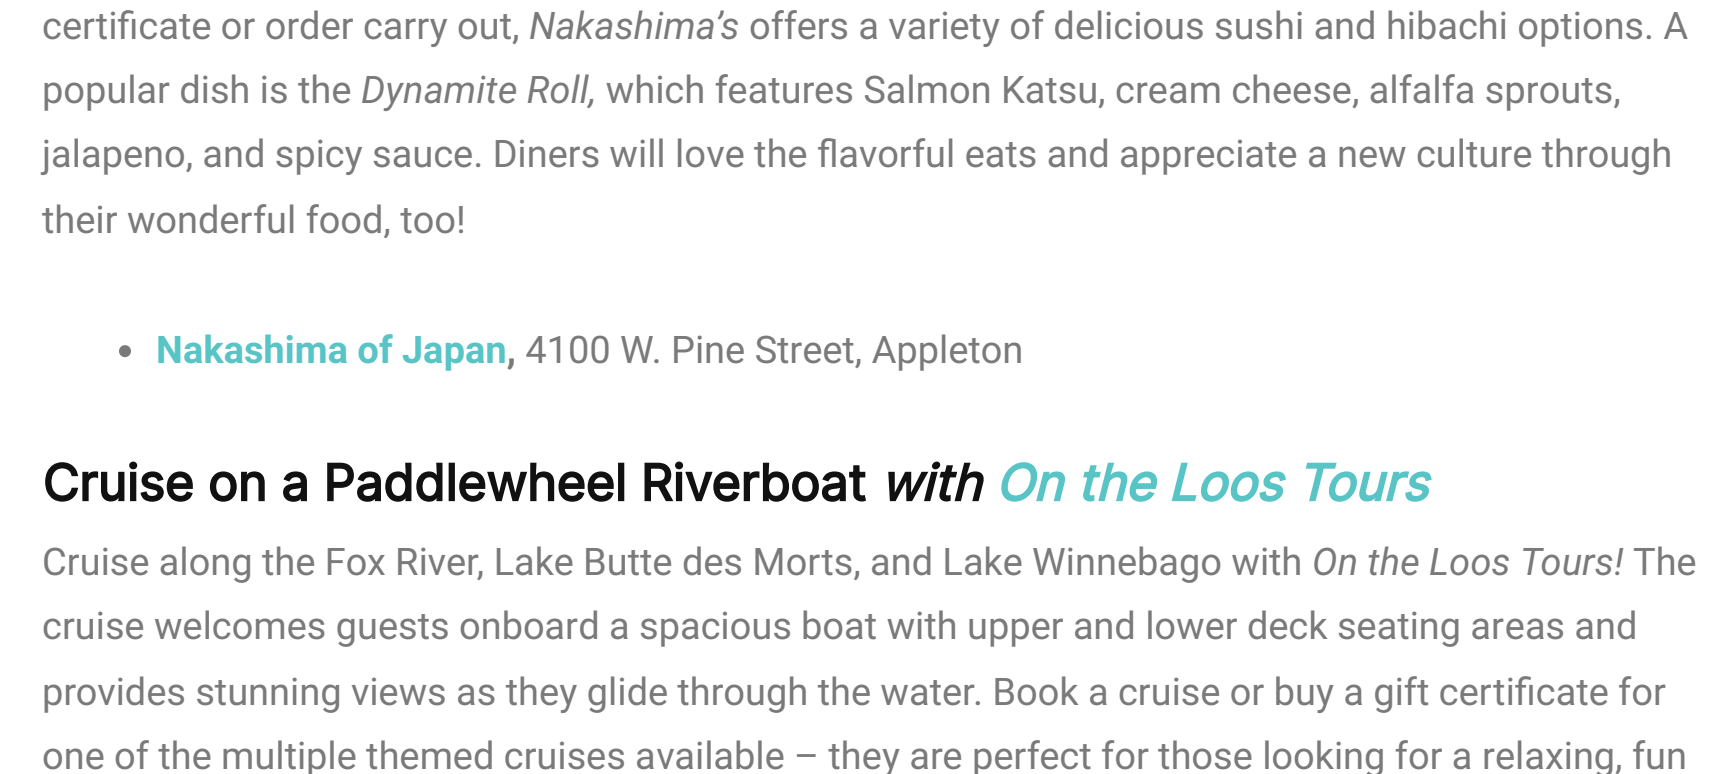 certificate or order carry out, Nakashima’s offers a variety of delicious sushi and hibachi options. A
popular dish is the Dynamite Roll, which features Salmon Katsu, cream cheese, alfalfa sprouts,
jalapeno, and spicy sauce. Diners will love the flavorful eats and appreciate a new culture through
their wonderful food, too!
• Nakashima of Japan, 4100 W. Pine Street, Appleton
Cruise on a Paddlewheel Riverboat with On the Loos Tours
Cruise along the Fox River, Lake Butte des Morts, and Lake Winnebago with On the Loos Tours! The
cruise welcomes guests onboard a spacious boat with upper and lower deck seating areas and
provides stunning views as they glide through the water. Book a cruise or buy a gift certificate for
one of the multiple themed cruises available – they are perfect for those looking for a relaxing, fun